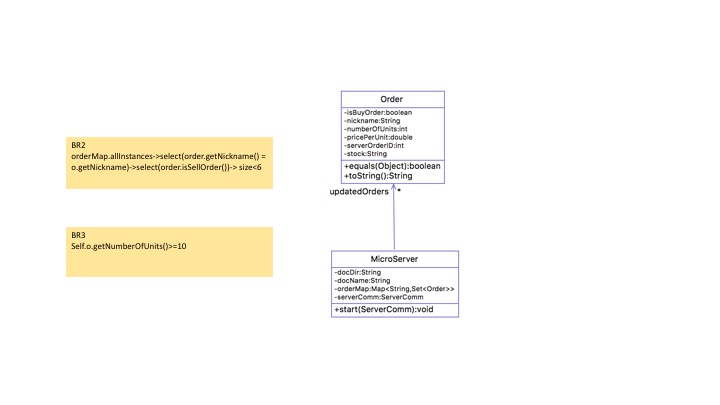 BR2
orderMap.allInstances->select(order.getNickname() =
o.getNickname)->select(order.isSellOrder())-> size<6
BR3
Self.o.getNumberOfUnits()>=10
Order
-isBuyOrder:boolean
-nickname:String
-numberOfUnits:int
-pricePerUnit:double
-serverOrderID:int
-stock:String
+equals(Object):boolean
+toString():String
updatedOrders *
MicroServer
-docDir:String
-docName:String
-orderMap:Map<String,Set<Order>>
-serverComm:ServerComm
+start(ServerComm):void